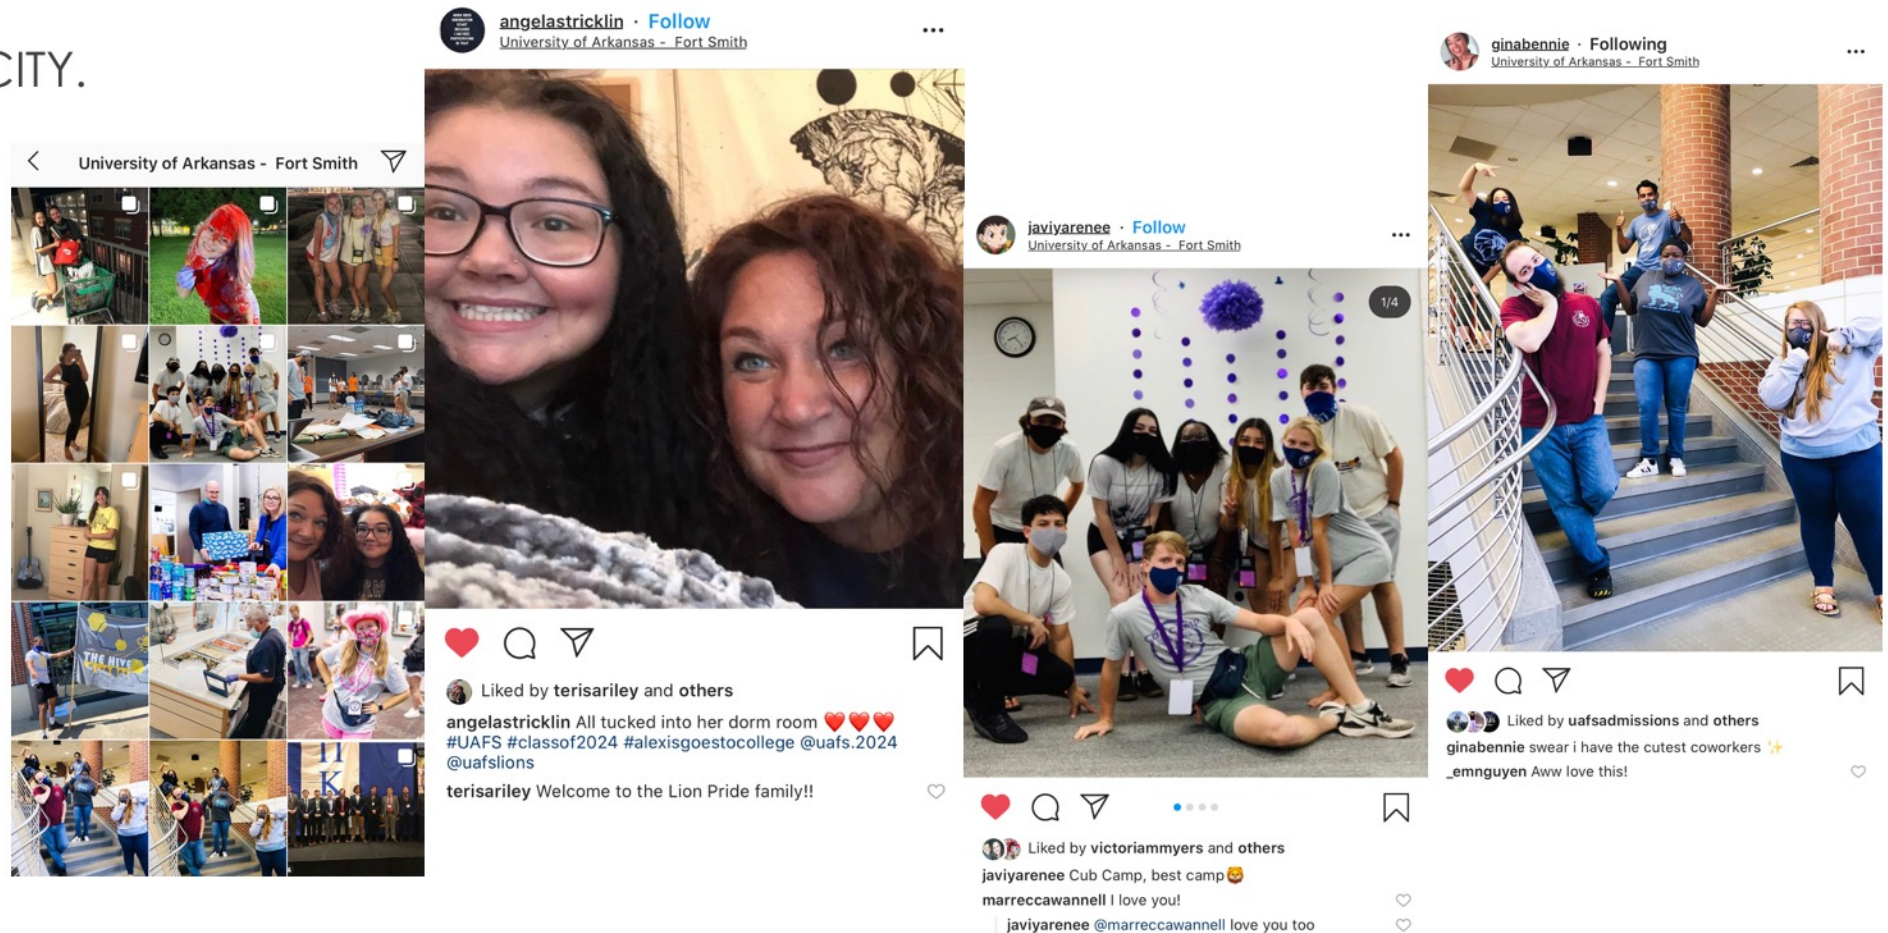 CITY.
University of Arkansas - Fort Smith
THE HIVE
angelastricklin · Follow
University of Arkansas - Fort Smith
Liked by terisariley and others
angelastricklin All tucked into her dorm room ❤️❤️❤️
#UAFS #classof2024 #alexisgoestocollege @uafs.2024
@uafslions
terisariley Welcome to the Lion Pride family!!
javiyarenee · Follow
University of Arkansas - Fort Smith
1/4
Liked by victoriammyers and others
javiyarenee Cub Camp, best camp🦁
marreccawannell I love you!
javiyarenee @marreccawannell love you too
ginabennie · Following
University of Arkansas - Fort Smith
Liked by uafsadmissions and others
ginabennie swear i have the cutest coworkers ✨
_emnguyen Aww love this!